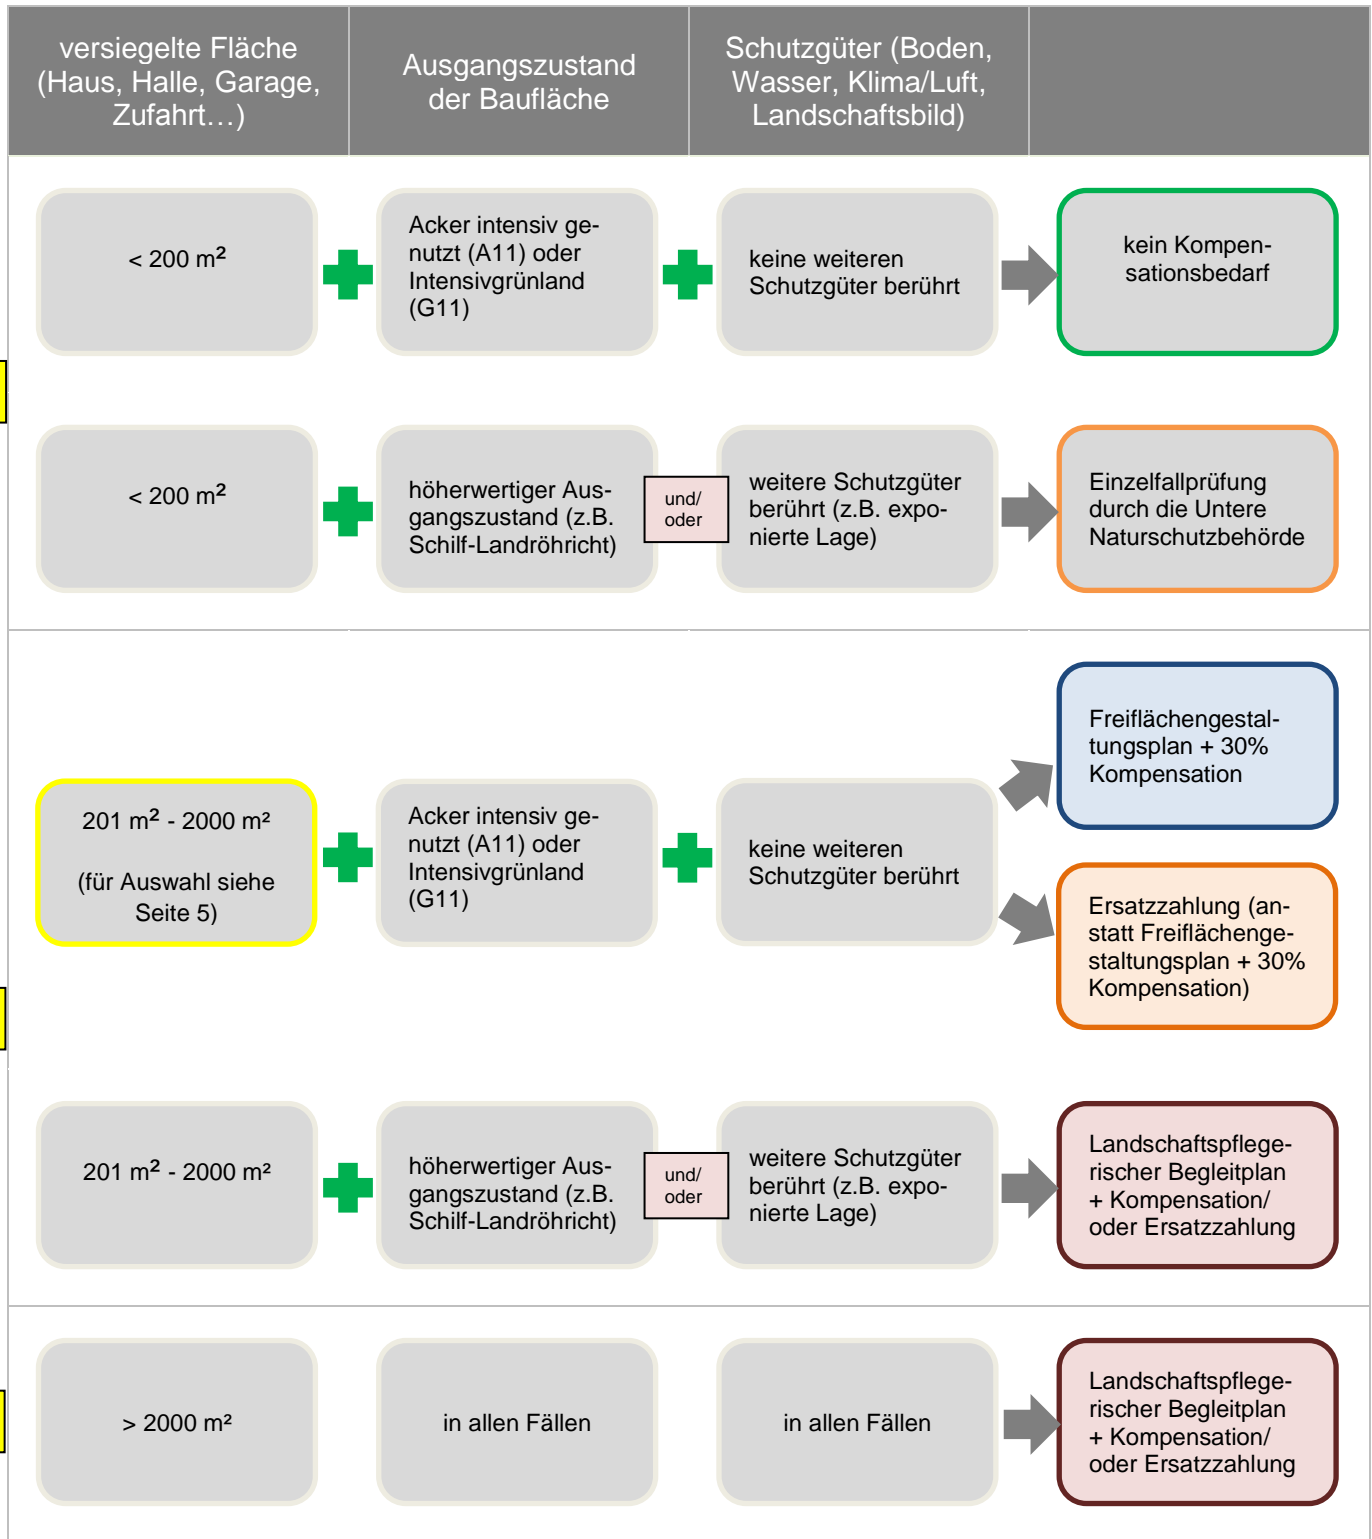 versiegelte Fläche
(Haus, Halle, Garage,
Zufahrt…)
Ausgangszustand
der Baufläche
Schutzgüter (Boden,
Wasser, Klima/Luft,
Landschaftsbild)
< 200 m²
Acker intensiv ge-
nutzt (A11) oder
Intensivgrünland
(G11)
keine weiteren
Schutzgüter berührt
kein Kompen-
sationsbedarf
< 200 m²
höherwertiger Aus-
gangszustand (z.B.
Schilf-Landröhricht)
und/
oder
weitere Schutzgüter
berührt (z.B. expo-
nierte Lage)
Einzelfallprüfung
durch die Untere
Naturschutzbehörde
201 m² - 2000 m²
(für Auswahl siehe
Seite 5)
Acker intensiv ge-
nutzt (A11) oder
Intensivgrünland
(G11)
keine weiteren
Schutzgüter berührt
Freiflächengestal-
tungsplan + 30%
Kompensation
Ersatzzahlung (an-
statt Freiflächenge-
staltungsplan + 30%
Kompensation)
201 m² - 2000 m²
höherwertiger Aus-
gangszustand (z.B.
Schilf-Landröhricht)
und/
oder
weitere Schutzgüter
berührt (z.B. expo-
nierte Lage)
Landschaftspflege-
rischer Begleitplan
+ Kompensation/
oder Ersatzzahlung
> 2000 m²
in allen Fällen
in allen Fällen
Landschaftspflege-
rischer Begleitplan
+ Kompensation/
oder Ersatzzahlung